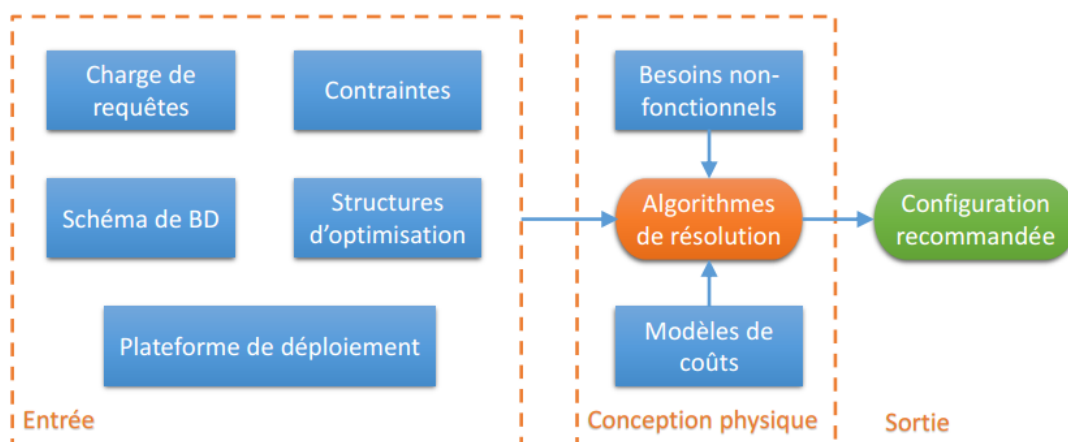 Charge de
requêtes
Contraintes
Schéma de BD
Structures
d'optimisation
Plateforme de déploiement
Entrée
Besoins non-
fonctionnels
Algorithmes
de résolution
Modèles de
coûts
Conception physique
Configuration
recommandée
Sortie